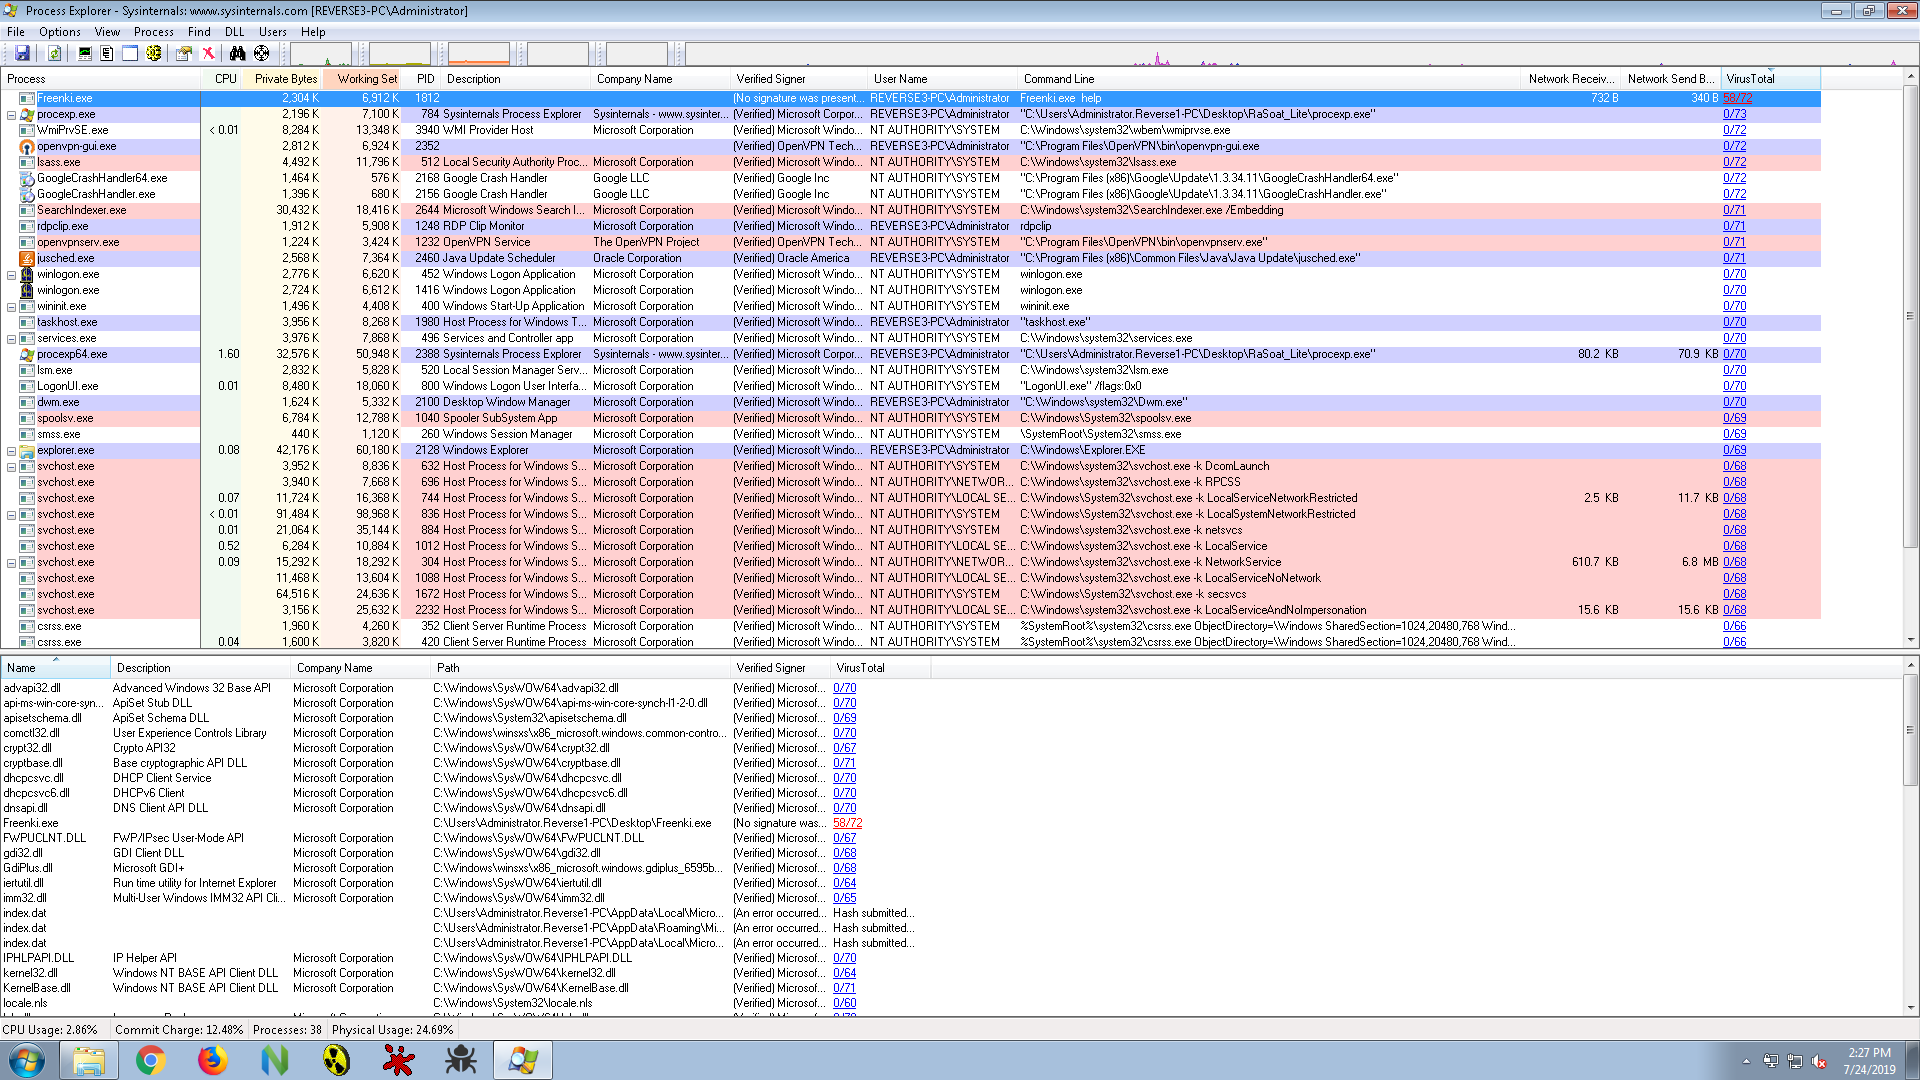 Process Explorer - Sysinternals: www.sysinternals.com [REVERSE3-PC\Administrator]
File Options View Process Find DLL Users Help
Process CPU Private Bytes Working Set PID Description Company Name Verified Signer User Name Command Line Network Receiv... Network Send B... VirusTotal
Freenki.exe 2,304 K 6,912 K 1812 (No signature was present... REVERSE3-PC\Administrator Freenki.exe help 732 B 340 B 58/72
procexp.exe 2,196 K 7,100 K 784 Sysinternals Process Explorer Sysinternals - www.sysinter... (Verified) Microsoft Corpor... REVERSE3-PC\Administrator "C:\Users\Administrator.Reverse1-PC\Desktop\RaSoat_Lite\procexp.exe" 0/73
WmiPrvSE.exe < 0.01 8,284 K 13,348 K 3940 WMI Provider Host Microsoft Corporation (Verified) Microsoft Windo... NT AUTHORITY\SYSTEM C:\Windows\system32\wbem\wmiprvse.exe 0/72
openvpn-gui.exe 2,812 K 6,924 K 2352 (Verified) OpenVPN Tech... REVERSE3-PC\Administrator "C:\Program Files\OpenVPN\bin\openvpn-gui.exe 0/72
lsass.exe 4,492 K 11,796 K 512 Local Security Authority Proc... Microsoft Corporation (Verified) Microsoft Windo... NT AUTHORITY\SYSTEM C:\Windows\system32\lsass.exe 0/72
GoogleCrashHandler64.exe 1,464 K 576 K 2168 Google Crash Handler Google LLC (Verified) Google Inc NT AUTHORITY\SYSTEM "C:\Program Files (x86)\Google\Update\1.3.34.11\GoogleCrashHandler64.exe" 0/72
GoogleCrashHandler.exe 1,396 K 680 K 2156 Google Crash Handler Google LLC (Verified) Google Inc NT AUTHORITY\SYSTEM "C:\Program Files (x86)\Google\Update\1.3.34.11\GoogleCrashHandler.exe" 0/72
SearchIndexer.exe 30,432 K 18,416 K 2644 Microsoft Windows Search I... Microsoft Corporation (Verified) Microsoft Windo... NT AUTHORITY\SYSTEM C:\Windows\system32\SearchIndexer.exe /Embedding 0/71
rdpclip.exe 1,912 K 5,908 K 1248 RDP Clip Monitor Microsoft Corporation (Verified) Microsoft Windo... REVERSE3-PC\Administrator rdpclip 0/71
openvpnserv.exe 1,224 K 3,424 K 1232 OpenVPN Service The OpenVPN Project (Verified) OpenVPN Tech... NT AUTHORITY\SYSTEM "C:\Program Files\OpenVPN\bin\openvpnserv.exe" 0/71
jusched.exe 2,568 K 7,364 K 2460 Java Update Scheduler Oracle Corporation (Verified) Oracle America REVERSE3-PC\Administrator "C:\Program Files (x86)\Common Files\Java\Java Update\jusched.exe" 0/71
winlogon.exe 2,776 K 6,620 K 452 Windows Logon Application Microsoft Corporation (Verified) Microsoft Windo... NT AUTHORITY\SYSTEM winlogon.exe 0/70
winlogon.exe 2,724 K 6,612 K 1416 Windows Logon Application Microsoft Corporation (Verified) Microsoft Windo... NT AUTHORITY\SYSTEM winlogon.exe 0/70
wininit.exe 1,496 K 4,408 K 400 Windows Start-Up Application Microsoft Corporation (Verified) Microsoft Windo... NT AUTHORITY\SYSTEM wininit.exe 0/70
taskhost.exe 3,956 K 8,268 K 1980 Host Process for Windows T... Microsoft Corporation (Verified) Microsoft Windo... REVERSE3-PC\Administrator "taskhost.exe" 0/70
services.exe 3,976 K 7,868 K 496 Services and Controller app Microsoft Corporation (Verified) Microsoft Windo... NT AUTHORITY\SYSTEM C:\Windows\system32\services.exe 0/70
procexp64.exe 1.60 32,576 K 50,948 K 2388 Sysinternals Process Explorer Sysinternals - www.sysinter... (Verified) Microsoft Corpor... REVERSE3-PC\Administrator "C:\Users\Administrator.Reverse1-PC\Desktop\RaSoat_Lite\procexp.exe" 80.2 KB 70.9 KB 0/70
lsm.exe 2,832 K 5,828 K 520 Local Session Manager Serv... Microsoft Corporation (Verified) Microsoft Windo... NT AUTHORITY\SYSTEM C:\Windows\system32\lsm.exe 0/70
LogonUI.exe 0.01 8,480 K 18,060 K 800 Windows Logon User Interfa... Microsoft Corporation (Verified) Microsoft Windo... NT AUTHORITY\SYSTEM "LogonUI.exe" /flags:0x0 0/70
dwm.exe 1,624 K 5,332 K 2100 Desktop Window Manager Microsoft Corporation (Verified) Microsoft Windo... REVERSE3-PC\Administrator "C:\Windows\system32\Dwm.exe" 0/70
spoolsv.exe 6,784 K 12,788 K 1040 Spooler SubSystem App Microsoft Corporation (Verified) Microsoft Windo... NT AUTHORITY\SYSTEM C:\Windows\System32\spoolsv.exe 0/69
smss.exe 440 K 1,120 K 260 Windows Session Manager Microsoft Corporation (Verified) Microsoft Windo... NT AUTHORITY\SYSTEM \SystemRoot\System32\smss.exe 0/69
explorer.exe 0.08 42,176 K 60,180 K 2128 Windows Explorer Microsoft Corporation (Verified) Microsoft Windo... REVERSE3-PC\Administrator C:\Windows\Explorer.EXE 0/69
svchost.exe 3,952 K 8,836 K 632 Host Process for Windows S... Microsoft Corporation (Verified) Microsoft Windo... NT AUTHORITY\SYSTEM C:\Windows\system32\svchost.exe -k DcomLaunch 0/68
svchost.exe 3,940 K 7,668 K 696 Host Process for Windows S... Microsoft Corporation (Verified) Microsoft Windo... NT AUTHORITY\NETWOR... C:\Windows\system32\svchost.exe -k RPCSS 0/68
svchost.exe 0.07 11,724 K 16,368 K 744 Host Process for Windows S... Microsoft Corporation (Verified) Microsoft Windo... NT AUTHORITY\LOCAL SE... C:\Windows\System32\svchost.exe -k LocalServiceNetworkRestricted 2.5 KB 11.7 KB 0/68
svchost.exe < 0.01 91,484 K 98,968 K 836 Host Process for Windows S... Microsoft Corporation (Verified) Microsoft Windo... NT AUTHORITY\SYSTEM C:\Windows\System32\svchost.exe -k LocalSystemNetworkRestricted 0/68
svchost.exe 0.01 21,064 K 35,144 K 884 Host Process for Windows S... Microsoft Corporation (Verified) Microsoft Windo... NT AUTHORITY\SYSTEM C:\Windows\system32\svchost.exe -k netsvcs 0/68
svchost.exe 0.52 6,284 K 10,884 K 1012 Host Process for Windows S... Microsoft Corporation (Verified) Microsoft Windo... NT AUTHORITY\LOCAL SE... C:\Windows\system32\svchost.exe -k LocalService 0/68
svchost.exe 0.09 15,292 K 18,292 K 304 Host Process for Windows S... Microsoft Corporation (Verified) Microsoft Windo... NT AUTHORITY\NETWOR... C:\Windows\system32\svchost.exe -k NetworkService 610.7 KB 6.8 MB 0/68
svchost.exe 11,468 K 13,604 K 1088 Host Process for Windows S... Microsoft Corporation (Verified) Microsoft Windo... NT AUTHORITY\LOCAL SE... C:\Windows\system32\svchost.exe -k LocalServiceNoNetwork 0/68
svchost.exe 64,516 K 24,636 K 1672 Host Process for Windows S... Microsoft Corporation (Verified) Microsoft Windo... NT AUTHORITY\SYSTEM C:\Windows\System32\svchost.exe -k secsvcs 0/68
svchost.exe 3,156 K 25,632 K 2232 Host Process for Windows S... Microsoft Corporation (Verified) Microsoft Windo... NT AUTHORITY\LOCAL SE... C:\Windows\system32\svchost.exe -k LocalServiceAndNoImpersonation 15.6 KB 15.6 KB 0/68
csrss.exe 1,960 K 4,260 K 352 Client Server Runtime Process Microsoft Corporation (Verified) Microsoft Windo... NT AUTHORITY\SYSTEM %SystemRoot%\system32\csrss.exe ObjectDirectory=\Windows SharedSection=1024,20480,768 Wind... 0/66
csrss.exe 0.04 1,600 K 3,820 K 420 Client Server Runtime Process Microsoft Corporation (Verified) Microsoft Windo... NT AUTHORITY\SYSTEM %SystemRoot%\system32\csrss.exe ObjectDirectory=\Windows SharedSection=1024,20480,768 Wind... 0/66
Name Description Company Name Path Verified Signer VirusTotal
advapi32.dll Advanced Windows 32 Base API Microsoft Corporation C:\Windows\SysWOW64\advapi32.dll (Verified) Microsof... 0/70
api-ms-win-core-syn... ApiSet Stub DLL Microsoft Corporation C:\Windows\SysWOW64\api-ms-win-core-synch-l1-2-0.dll (Verified) Microsof... 0/70
apisetschema.dll ApiSet Schema DLL Microsoft Corporation C:\Windows\System32\apisetschema.dll (Verified) Microsof... 0/69
comctl32.dll User Experience Controls Library Microsoft Corporation C:\Windows\winsxs\x86_microsoft.windows.common-contro... (Verified) Microsof... 0/70
crypt32.dll Crypto API32 Microsoft Corporation C:\Windows\SysWOW64\crypt32.dll (Verified) Microsof... 0/67
cryptbase.dll Base cryptographic API DLL Microsoft Corporation C:\Windows\SysWOW64\cryptbase.dll (Verified) Microsof... 0/71
dhcpcsvc.dll DHCP Client Service Microsoft Corporation C:\Windows\SysWOW64\dhcpcsvc.dll (Verified) Microsof... 0/70
dhcpcsvc6.dll DHCPv6 Client Microsoft Corporation C:\Windows\SysWOW64\dhcpcsvc6.dll (Verified) Microsof... 0/70
dnsapi.dll DNS Client API DLL Microsoft Corporation C:\Windows\SysWOW64\dnsapi.dll (Verified) Microsof... 0/70
Freenki.exe C:\Users\Administrator.Reverse1-PC\Desktop\Freenki.exe (No signature was... 58/72
FWPUCLNT.DLL FWP/IPsec User-Mode API Microsoft Corporation C:\Windows\SysWOW64\FWPUCLNT.DLL (Verified) Microsof... 0/67
gdi32.dll GDI Client DLL Microsoft Corporation C:\Windows\SysWOW64\gdi32.dll (Verified) Microsof... 0/68
GdiPlus.dll Microsoft GDI+ Microsoft Corporation C:\Windows\winsxs\x86_microsoft.windows.gdiplus_6595b... (Verified) Microsof... 0/68
iertutil.dll Run time utility for Internet Explorer Microsoft Corporation C:\Windows\SysWOW64\iertutil.dll (Verified) Microsof... 0/64
imm32.dll Multi-User Windows IMM32 API Cli... Microsoft Corporation C:\Windows\SysWOW64\imm32.dll (Verified) Microsof... 0/65
index.dat C:\Users\Administrator.Reverse1-PC\AppData\Local\Micro... (An error occurred... Hash submitted...
index.dat C:\Users\Administrator.Reverse1-PC\AppData\Roaming\Mi... (An error occurred... Hash submitted...
index.dat C:\Users\Administrator.Reverse1-PC\AppData\Local\Micro... (An error occurred... Hash submitted...
IPHLPAPI.DLL IP Helper API Microsoft Corporation C:\Windows\SysWOW64\IPHLPAPI.DLL (Verified) Microsof... 0/70
kernel32.dll Windows NT BASE API Client DLL Microsoft Corporation C:\Windows\SysWOW64\kernel32.dll (Verified) Microsof... 0/64
KernelBase.dll Windows NT BASE API Client DLL Microsoft Corporation C:\Windows\SysWOW64\KernelBase.dll (Verified) Microsof... 0/71
locale.nls C:\Windows\System32\locale.nls (Verified) Microsof... 0/60
CPU Usage: 2.86% Commit Charge: 12.48% Processes: 38 Physical Usage: 24.69%
2:27 PM
7/24/2019